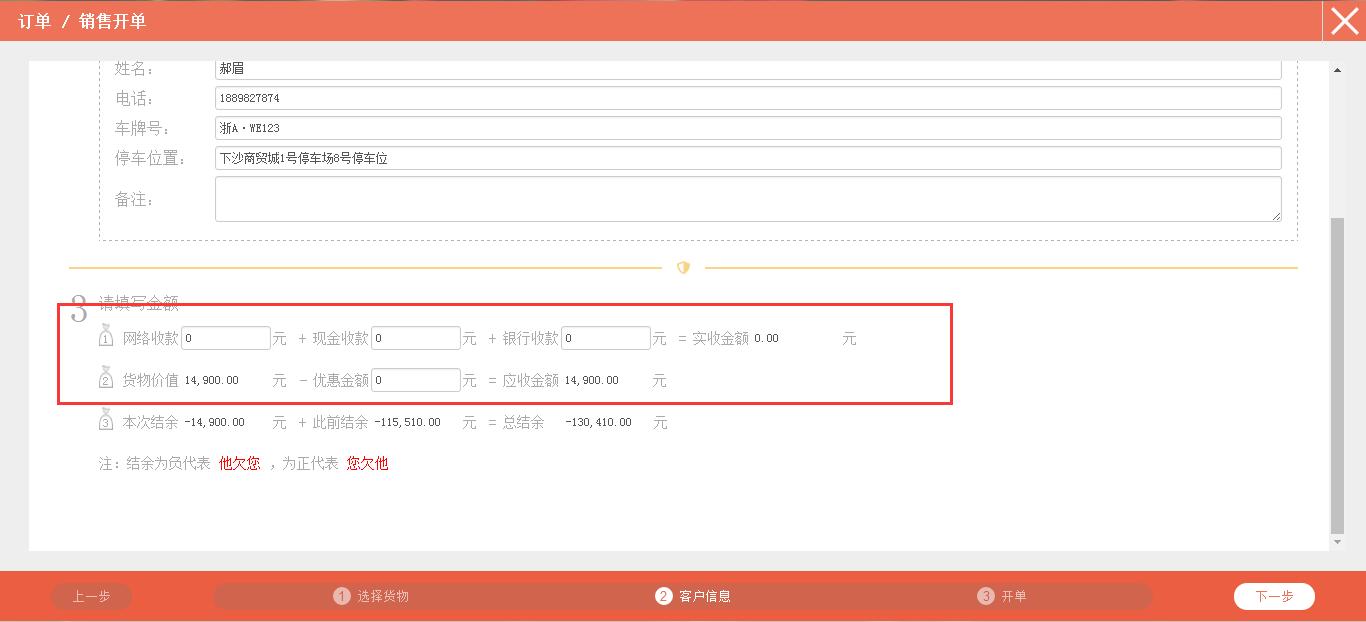 订单 / 销售开单
姓名： 郝眉
电话： 1889827874
车牌号： 浙A·WE123
停车位置： 下沙商贸城1号停车场8号停车位
备注：
3 请填写金额
1 网络收款 0 元 + 现金收款 0 元 + 银行收款 0 元 = 实收金额 0.00 元
2 货物价值 14,900.00 元 - 优惠金额 0 元 = 应收金额 14,900.00 元
3 本次结余 -14,900.00 元 + 此前结余 -115,510.00 元 = 总结余 -130,410.00 元
注：结余为负代表 他欠您 ，为正代表 您欠他
上一步 1 选择货物 2 客户信息 3 开单 下一步